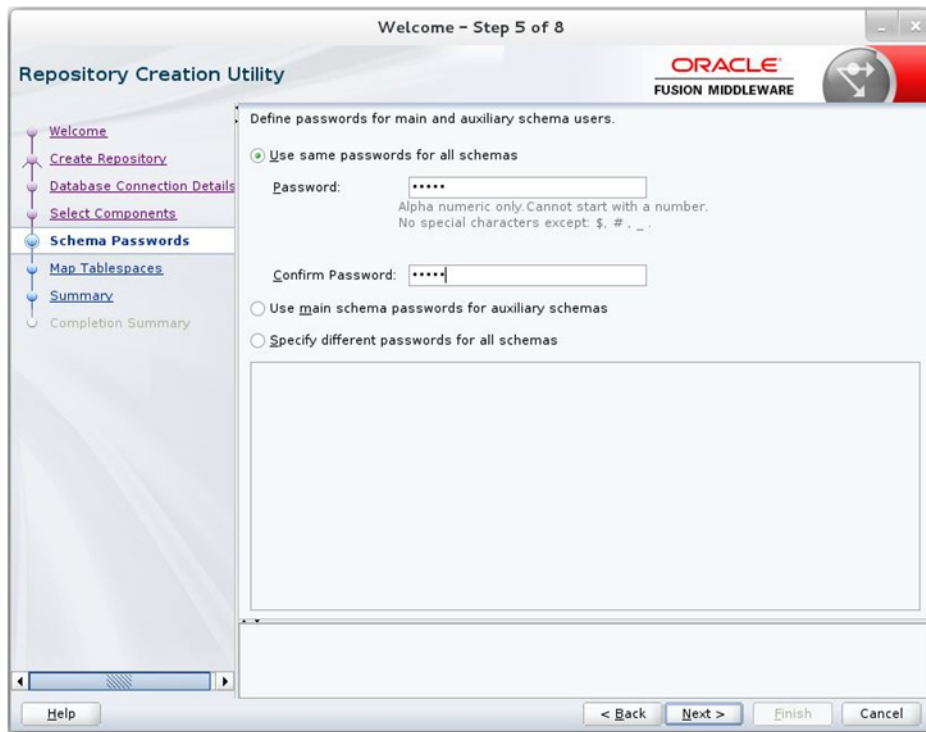 Welcome – Step 5 of 8
Repository Creation Utility
ORACLE
FUSION MIDDLEWARE
Welcome
Create Repository
Database Connection Details
Select Components
Schema Passwords
Map Tablespaces
Summary
Completion Summary
Define passwords for main and auxiliary schema users.
Use same passwords for all schemas
Password: •••••
Alpha numeric only.Cannot start with a number.
No special characters except: $, # , _ .
Confirm Password: •••••
Use main schema passwords for auxiliary schemas
Specify different passwords for all schemas
Help
< Back
Next >
Finish
Cancel